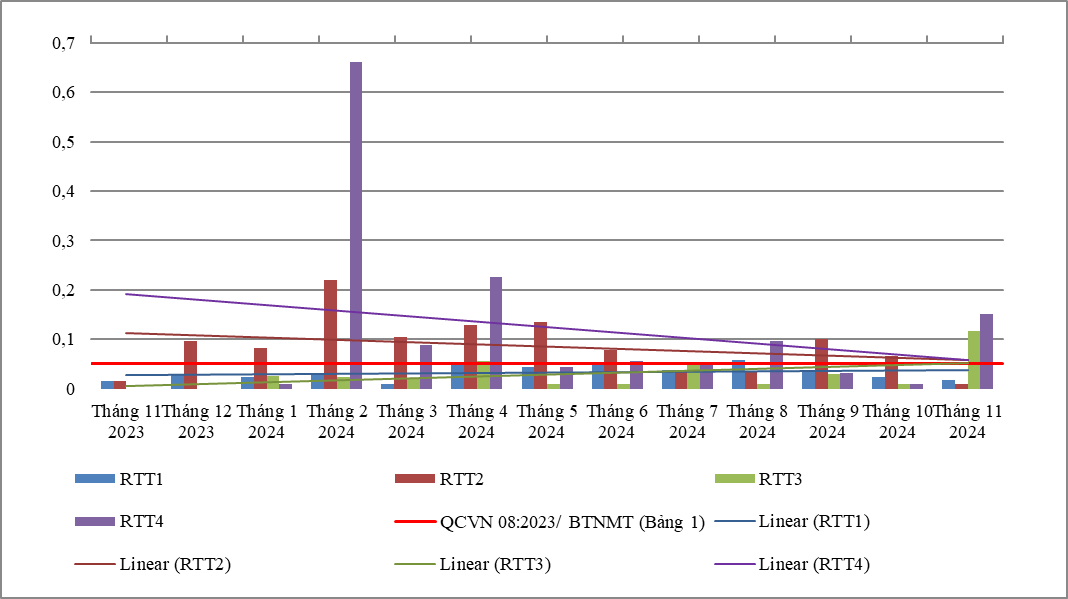 0,7
0,6
0,5
0,4
0,3
0,2
0,1
0
Tháng 11 Tháng 12 Tháng 1 Tháng 2 Tháng 3 Tháng 4 Tháng 5 Tháng 6 Tháng 7 Tháng 8 Tháng 9 Tháng 10 Tháng 11
2023 2023 2024 2024 2024 2024 2024 2024 2024 2024 2024 2024 2024
RTT1 RTT2 RTT3
RTT4 QCVN 08:2023/ BTNMT (Bảng 1) Linear (RTT1)
Linear (RTT2) Linear (RTT3) Linear (RTT4)